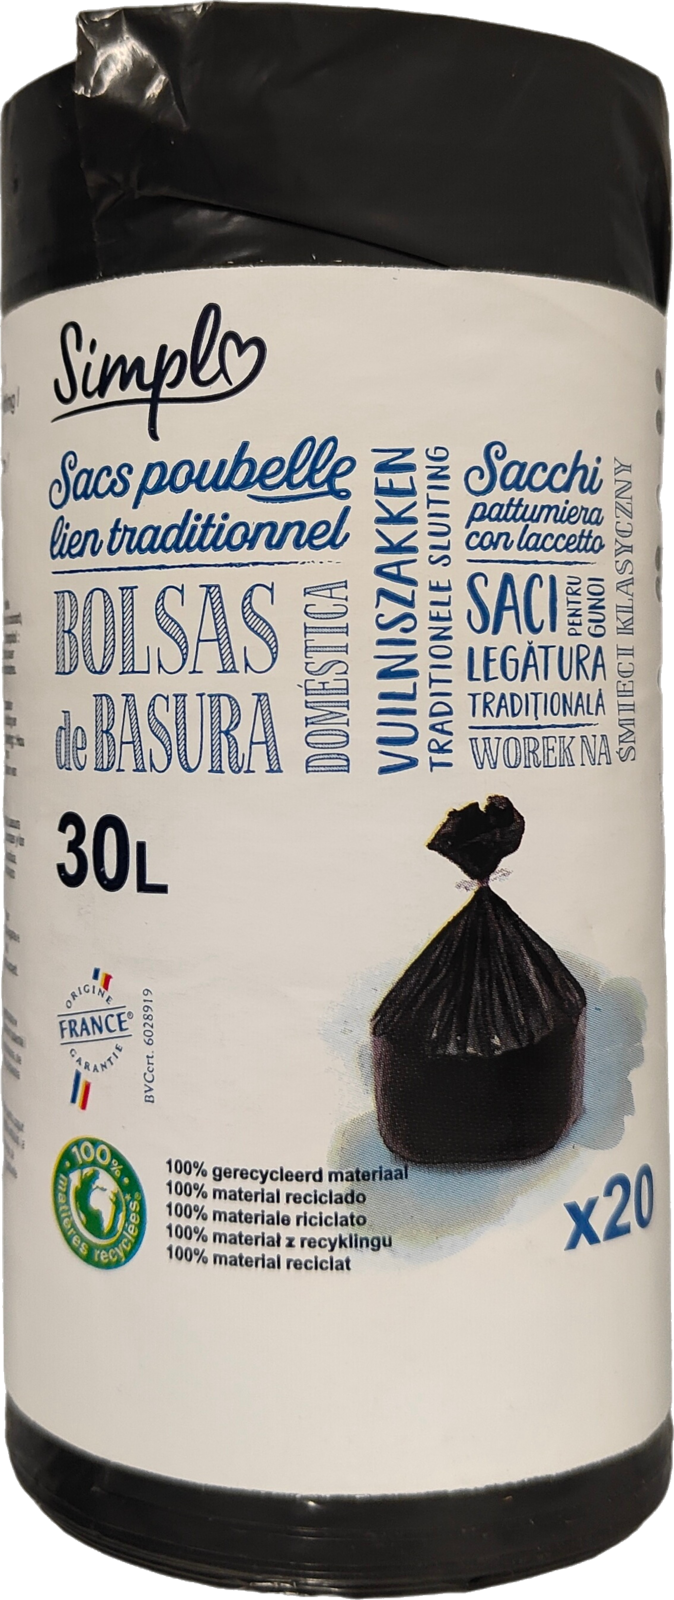 Simpl
Sacs poubelle
lien traditionnel
BOLSAS
de BASURA
DOMÉSTICA
VUILNISZAKKEN
TRADITIONELE SLUITING
Sacchi
pattumiera
con laccetto
SACI
PENTRU
GUNOI
LEGĂTURA
TRADIȚIONALĂ
WOREK NA
ŚMIECI KLASYCZNY
30L
ORIGINE
FRANCE®
GARANTIE
BVCert. 6028919
100%
matières recyclées®
100% gerecycleerd materiaal
100% material reciclado
100% materiale riciclato
100% materiał z recyklingu
100% material reciclat
x20